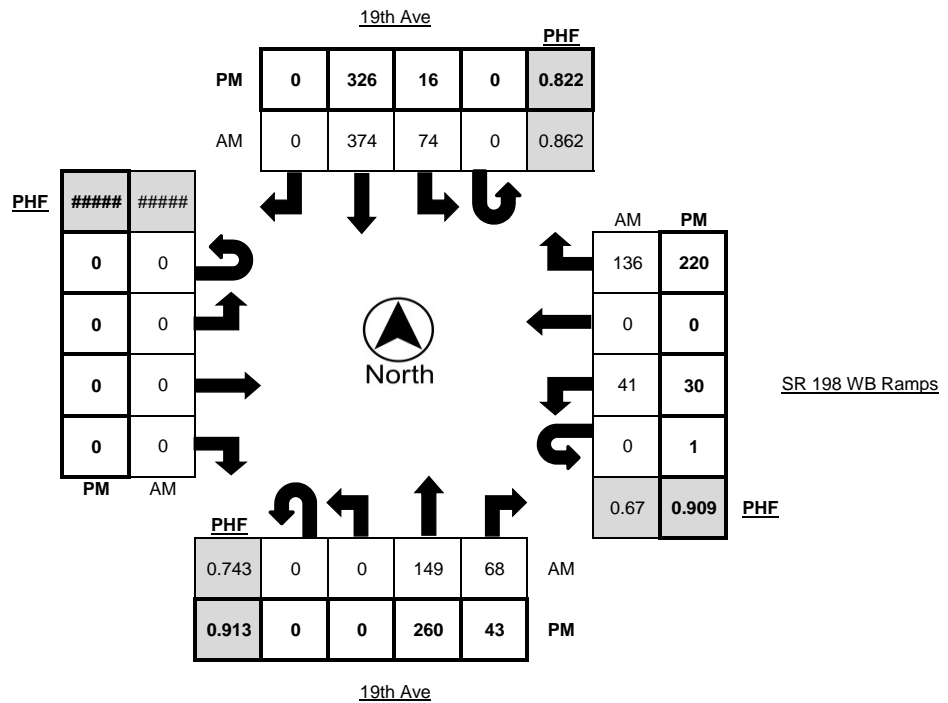 19th Ave
PHF
PM 0 326 16 0 0.822
AM 0 374 74 0 0.862
PHF ##### #####
AM PM
0 0
136 220
0 0
0 0
North
0 0
41 30
SR 198 WB Ramps
0 0
0 1
PM AM
0.67 0.909 PHF
PHF
0.743 0 0 149 68 AM
0.913 0 0 260 43 PM
19th Ave